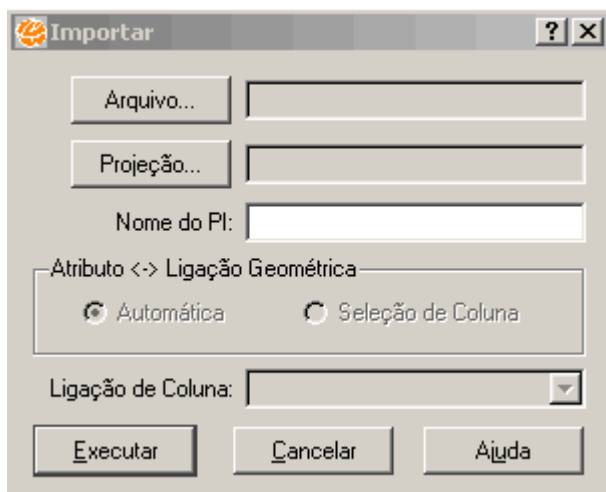 Importar
Arquivo...
Projeção...
Nome do PI:
Atributo <-> Ligação Geométrica
Automática Seleção de Coluna
Ligação de Coluna:
Executar Cancelar Ajuda